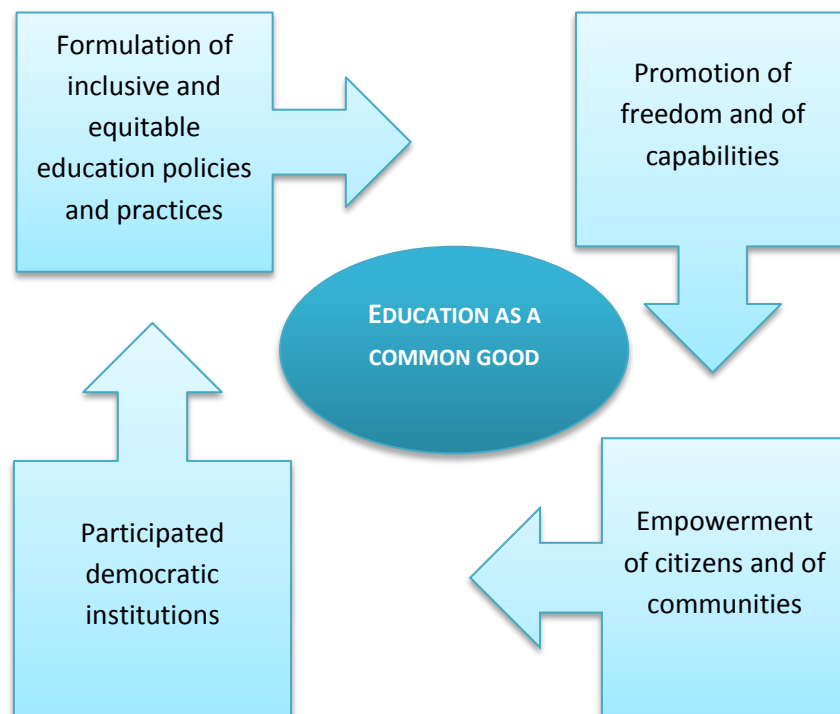 Formulation of
inclusive and
equitable
education policies
and practices
Promotion of
freedom and of
capabilities
EDUCATION AS A
COMMON GOOD
Participated
democratic
institutions
Empowerment
of citizens and of
communities